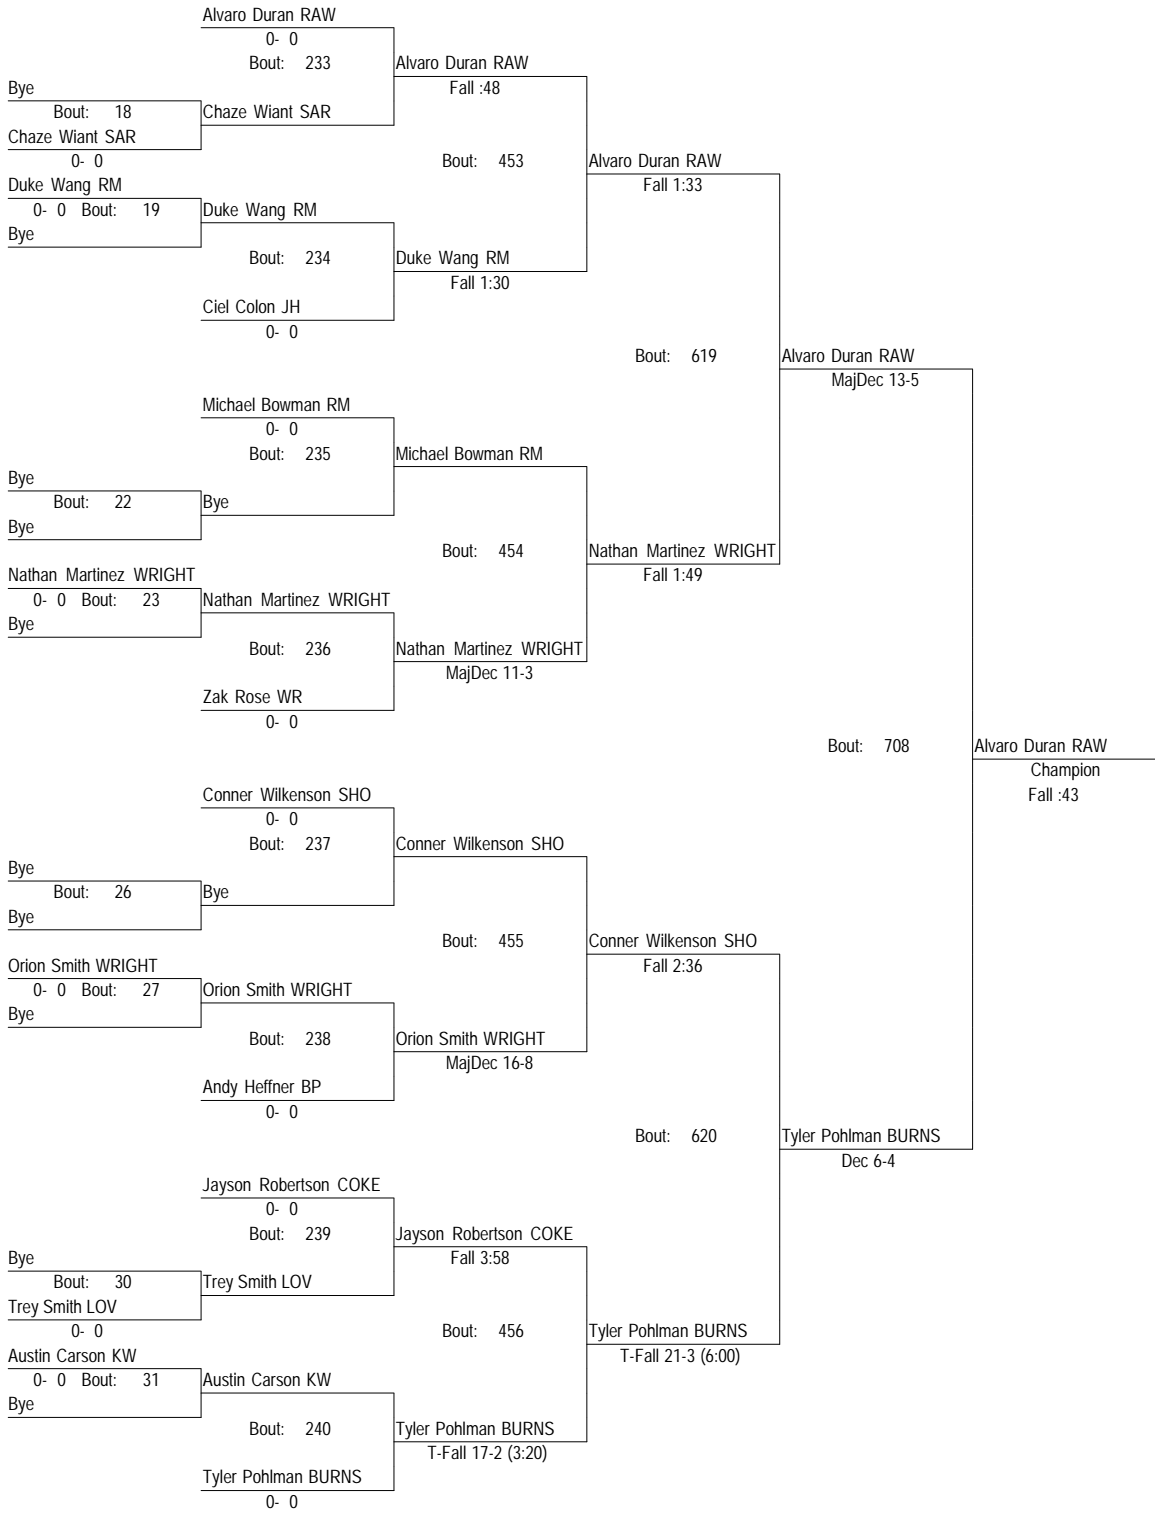 Alvaro Duran RAW
0- 0
Bout: 233
Alvaro Duran RAW
Fall :48
Bye
Bout: 18
Chaze Wiant SAR
Chaze Wiant SAR
0- 0
Bout: 453
Alvaro Duran RAW
Fall 1:33
Duke Wang RM
0- 0 Bout: 19
Duke Wang RM
Bye
Bout: 234
Duke Wang RM
Fall 1:30
Ciel Colon JH
0- 0
Bout: 619
Alvaro Duran RAW
MajDec 13-5
Michael Bowman RM
0- 0
Bout: 235
Michael Bowman RM
Bye
Bout: 22
Bye
Bye
Bout: 454
Nathan Martinez WRIGHT
Fall 1:49
Nathan Martinez WRIGHT
0- 0 Bout: 23
Nathan Martinez WRIGHT
Bye
Bout: 236
Nathan Martinez WRIGHT
MajDec 11-3
Zak Rose WR
0- 0
Bout: 708
Alvaro Duran RAW
Champion
Fall :43
Conner Wilkenson SHO
0- 0
Bout: 237
Conner Wilkenson SHO
Bye
Bout: 26
Bye
Bye
Bout: 455
Conner Wilkenson SHO
Fall 2:36
Orion Smith WRIGHT
0- 0 Bout: 27
Orion Smith WRIGHT
Bye
Bout: 238
Orion Smith WRIGHT
MajDec 16-8
Andy Heffner BP
0- 0
Bout: 620
Tyler Pohlman BURNS
Dec 6-4
Jayson Robertson COKE
0- 0
Bout: 239
Jayson Robertson COKE
Fall 3:58
Bye
Bout: 30
Trey Smith LOV
Trey Smith LOV
0- 0
Bout: 456
Tyler Pohlman BURNS
T-Fall 21-3 (6:00)
Austin Carson KW
0- 0 Bout: 31
Austin Carson KW
Bye
Bout: 240
Tyler Pohlman BURNS
T-Fall 17-2 (3:20)
Tyler Pohlman BURNS
0- 0